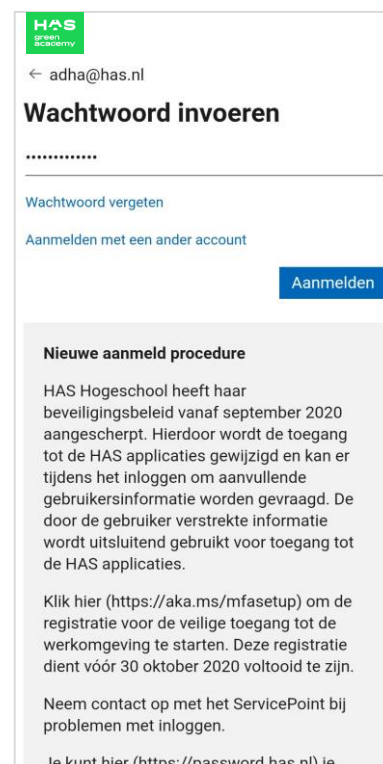 HAS
green
academy
← adha@has.nl
Wachtwoord invoeren
•••••••••••••
Wachtwoord vergeten
Aanmelden met een ander account
Aanmelden
Nieuwe aanmeld procedure
HAS Hogeschool heeft haar
beveiligingsbeleid vanaf september 2020
aangescherpt. Hierdoor wordt de toegang
tot de HAS applicaties gewijzigd en kan er
tijdens het inloggen om aanvullende
gebruikersinformatie worden gevraagd. De
door de gebruiker verstrekte informatie
wordt uitsluitend gebruikt voor toegang tot
de HAS applicaties.
Klik hier (https://aka.ms/mfasetup) om de
registratie voor de veilige toegang tot de
werkomgeving te starten. Deze registratie
dient vóór 30 oktober 2020 voltooid te zijn.
Neem contact op met het ServicePoint bij
problemen met inloggen.
Je kunt hier (https://password.has.nl) je